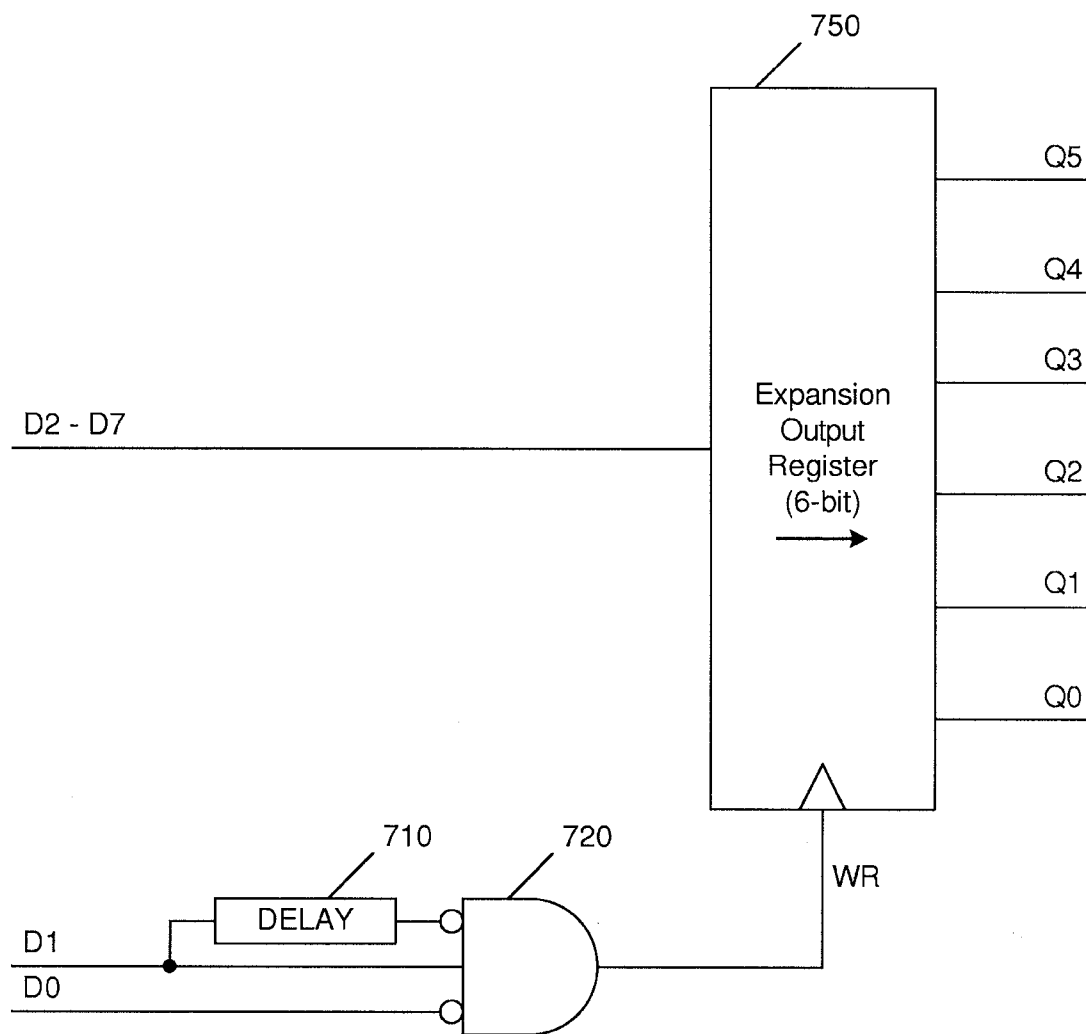 750
Q5
Q4
Q3
D2 - D7
Expansion
Output
Register
(6-bit)
Q2
Q1
Q0
710
720
WR
DELAY
D1
D0